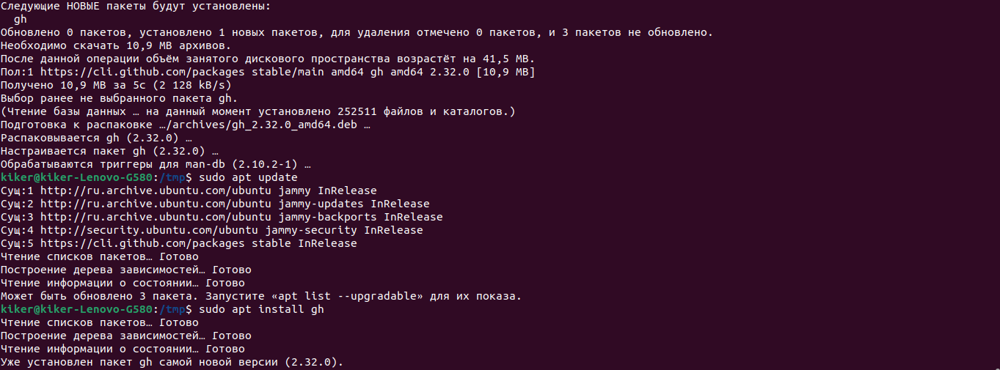 Следующие НОВЫЕ пакеты будут установлены:
  gh
Обновлено 0 пакетов, установлено 1 новых пакетов, для удаления отмечено 0 пакетов, и 3 пакетов не обновлено.
Необходимо скачать 10,9 MB архивов.
После данной операции объём занятого дискового пространства возрастёт на 41,5 MB.
Пол:1 https://cli.github.com/packages stable/main amd64 gh amd64 2.32.0 [10,9 MB]
Получено 10,9 MB за 5с (2 128 kB/s)
Выбор ранее не выбранного пакета gh.
(Чтение базы данных … на данный момент установлено 252511 файлов и каталогов.)
Подготовка к распаковке …/archives/gh_2.32.0_amd64.deb …
Распаковывается gh (2.32.0) …
Настраивается пакет gh (2.32.0) …
Обрабатываются триггеры для man-db (2.10.2-1) …
kiker@kiker-Lenovo-G580:/tmp$ sudo apt update
Сущ:1 http://ru.archive.ubuntu.com/ubuntu jammy InRelease
Сущ:2 http://ru.archive.ubuntu.com/ubuntu jammy-updates InRelease
Сущ:3 http://ru.archive.ubuntu.com/ubuntu jammy-backports InRelease
Сущ:4 http://security.ubuntu.com/ubuntu jammy-security InRelease
Сущ:5 https://cli.github.com/packages stable InRelease
Чтение списков пакетов… Готово
Построение дерева зависимостей… Готово
Чтение информации о состоянии… Готово
Может быть обновлено 3 пакета. Запустите «apt list --upgradable» для их показа.
kiker@kiker-Lenovo-G580:/tmp$ sudo apt install gh
Чтение списков пакетов… Готово
Построение дерева зависимостей… Готово
Чтение информации о состоянии… Готово
Уже установлен пакет gh самой новой версии (2.32.0).